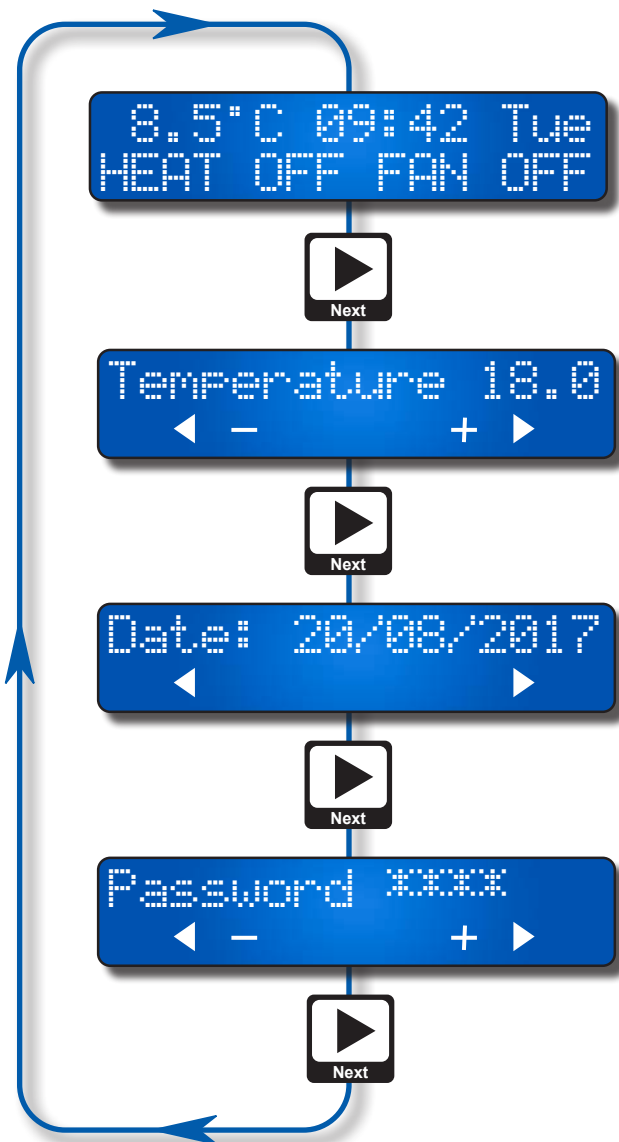 8.5°C 09:42 Tue
HEAT OFF FAN OFF
Next
Temperature 18.0
◀ – + ▶
Next
Date: 20/08/2017
◀ ▶
Next
Password ****
◀ – + ▶
Next